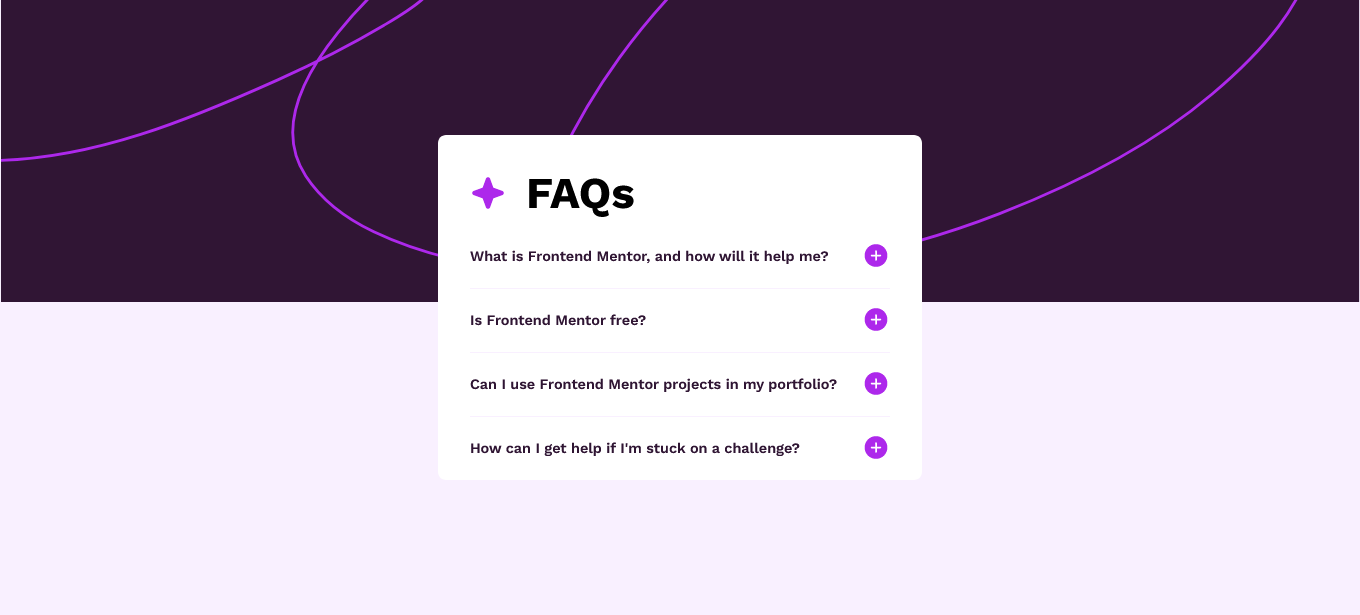 FAQs
What is Frontend Mentor, and how will it help me?
Is Frontend Mentor free?
Can I use Frontend Mentor projects in my portfolio?
How can I get help if I'm stuck on a challenge?